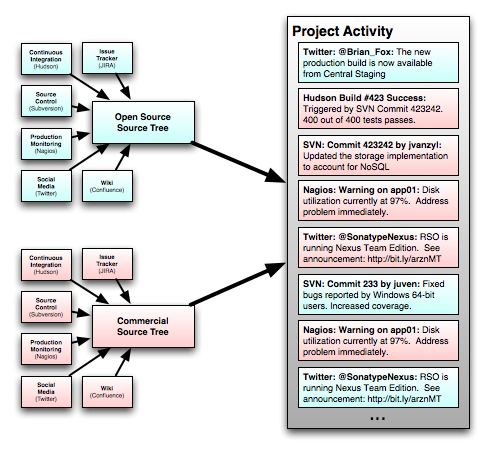 Continuous
Integration
(Hudson)
Issue
Tracker
(JIRA)
Source
Control
(Subversion)
Open Source
Source Tree
Production
Monitoring
(Nagios)
Social
Media
(Twitter)
Wiki
(Confluence)
Continuous
Integration
(Hudson)
Issue
Tracker
(JIRA)
Source
Control
(Subversion)
Commercial
Source Tree
Production
Monitoring
(Nagios)
Social
Media
(Twitter)
Wiki
(Confluence)
Project Activity
Twitter: @Brian_Fox: The new
production build is now available
from Central Staging
Hudson Build #423 Success:
Triggered by SVN Commit 423242.
400 out of 400 tests passes.
SVN: Commit 423242 by jvanzyl:
Updated the storage implementation
to account for NoSQL
Nagios: Warning on app01: Disk
utilization currently at 97%. Address
problem immediately.
Twitter: @SonatypeNexus: RSO is
running Nexus Team Edition. See
announcement: http://bit.ly/arznMT
SVN: Commit 233 by juven: Fixed
bugs reported by Windows 64-bit
users. Increased coverage.
Nagios: Warning on app01: Disk
utilization currently at 97%. Address
problem immediately.
Twitter: @SonatypeNexus: RSO is
running Nexus Team Edition. See
announcement: http://bit.ly/arznMT
...